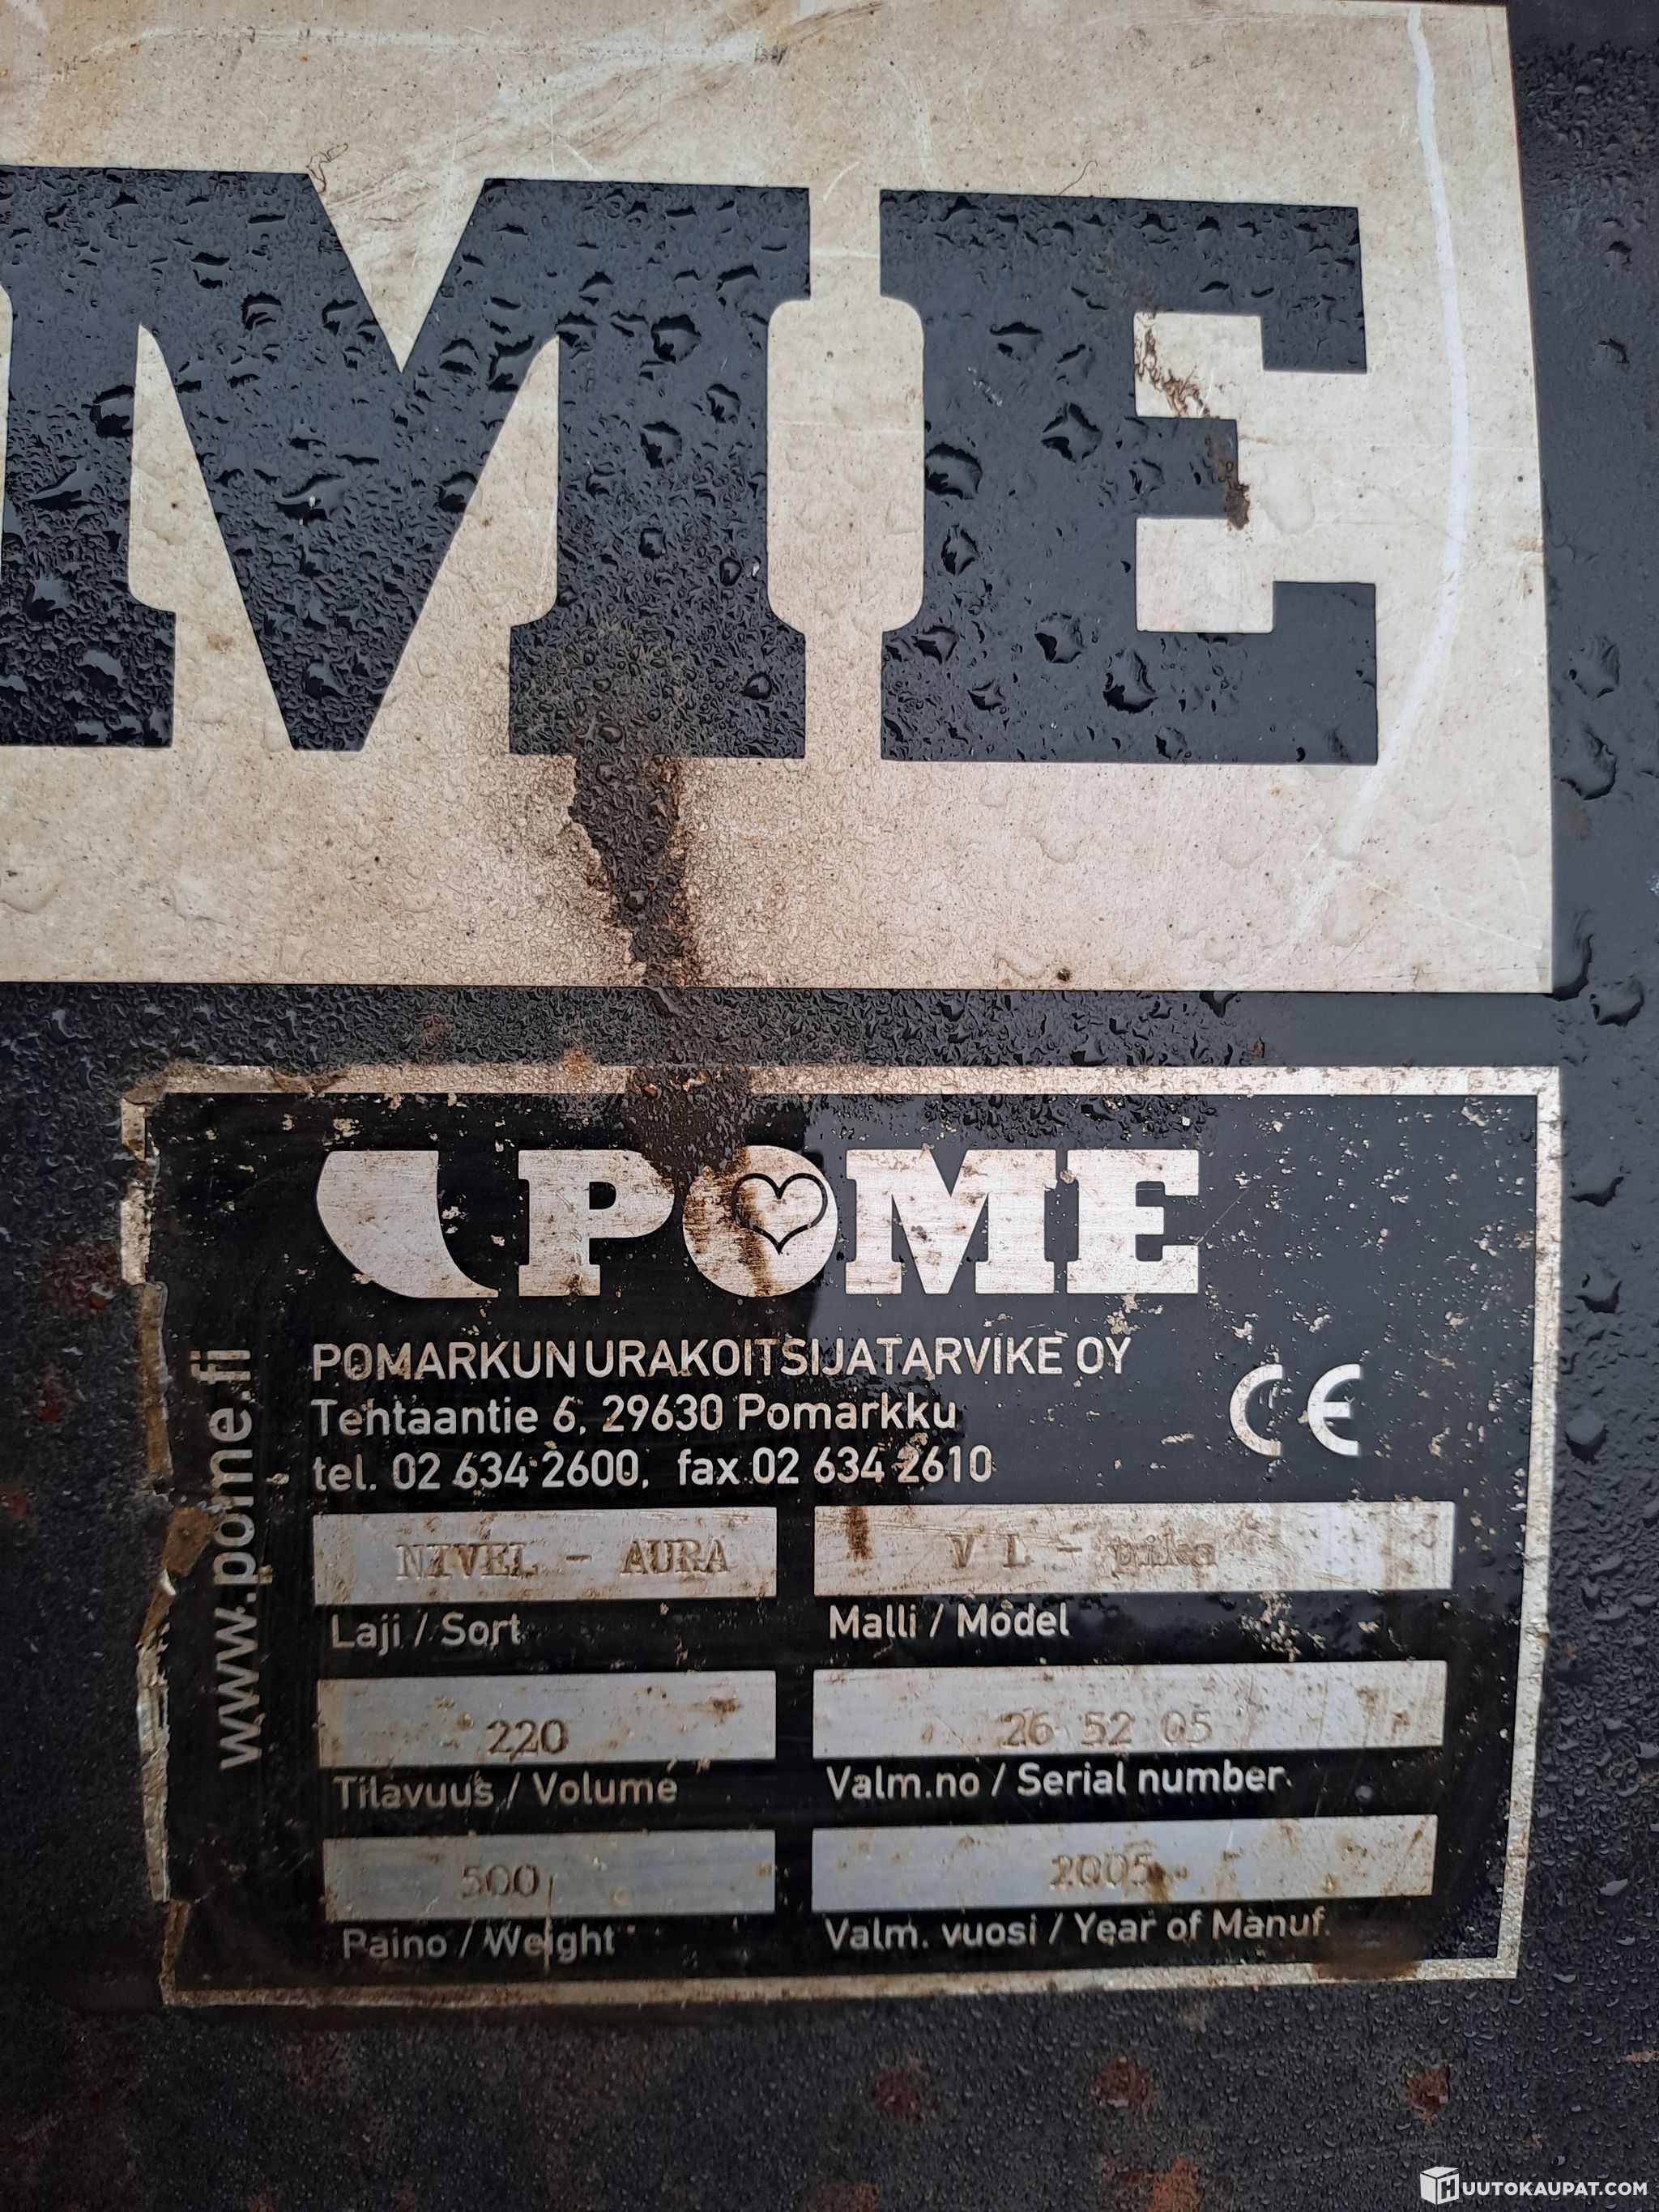 ME
POME
POMARKUN URAKOITSIJATARVIKE OY
Tehtaantie 6, 29630 Pomarkku
tel. 02 634 2600, fax 02 634 2610
CE
www.pome.fi
NIVEL - AURA
V L -
Laji / Sort
Malli / Model
220
26 52 05
Tilavuus / Volume
Valm.no / Serial number
500
2005
Paino / Weight
Valm. vuosi / Year of Manuf.
HUUTOKAUPAT.COM